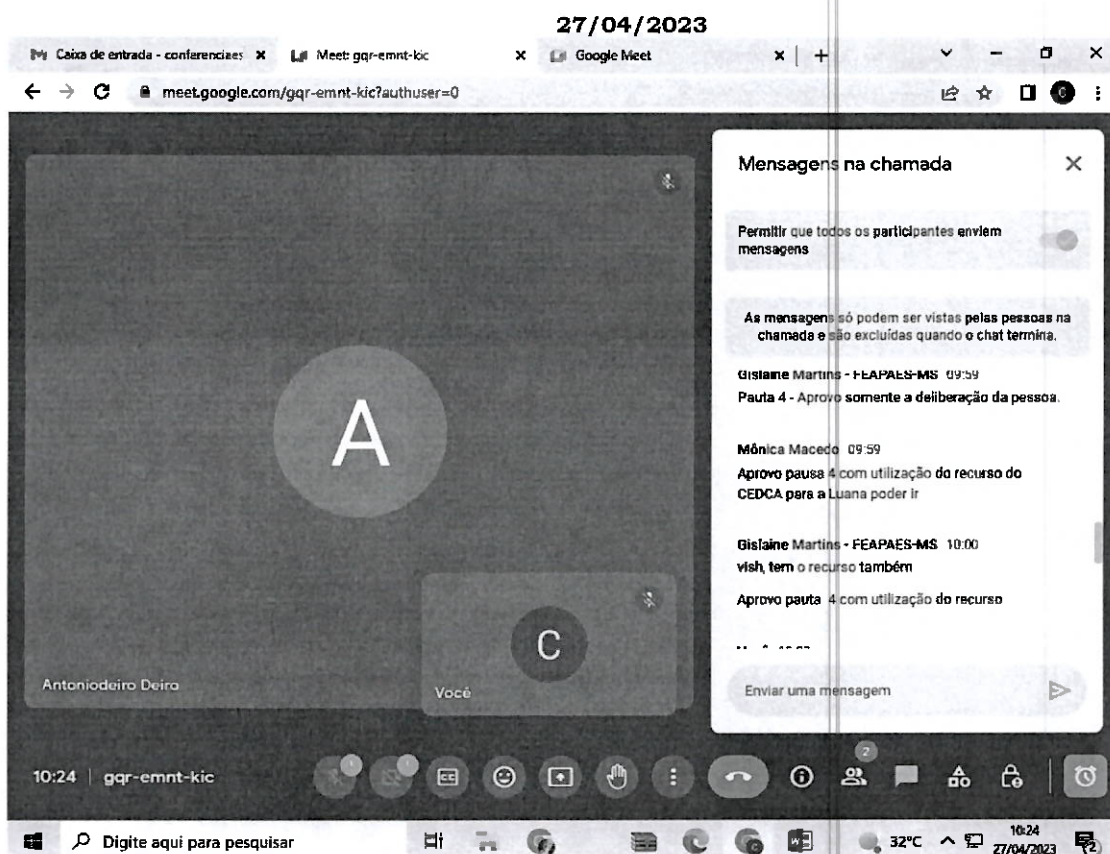 27/04/2023
Caixa de entrada - conferenciaes
Meet: gqr-emnt-kic
Google Meet
meet.google.com/gqr-emnt-kic?authuser=0
Mensagens na chamada
Permitir que todos os participantes enviem
mensagens
As mensagens só podem ser vistas pelas pessoas na
chamada e são excluídas quando o chat termina.
Gislaine Martins - FEAPAES-MS 09:59
Pauta 4 - Aprovo somente a deliberação da pessoa.
Mônica Macedo 09:59
Aprovo pausa 4 com utilização do recurso do
CEDCA para a Luana poder ir
Gislaine Martins - FEAPAES-MS 10:00
vish, tem o recurso também
Aprovo pauta 4 com utilização do recurso
Enviar uma mensagem
A
Antoniodeiro Deiro
C
Você
10:24 | gqr-emnt-kic
CC
2
Digite aqui para pesquisar
32°C
10:24
27/04/2023